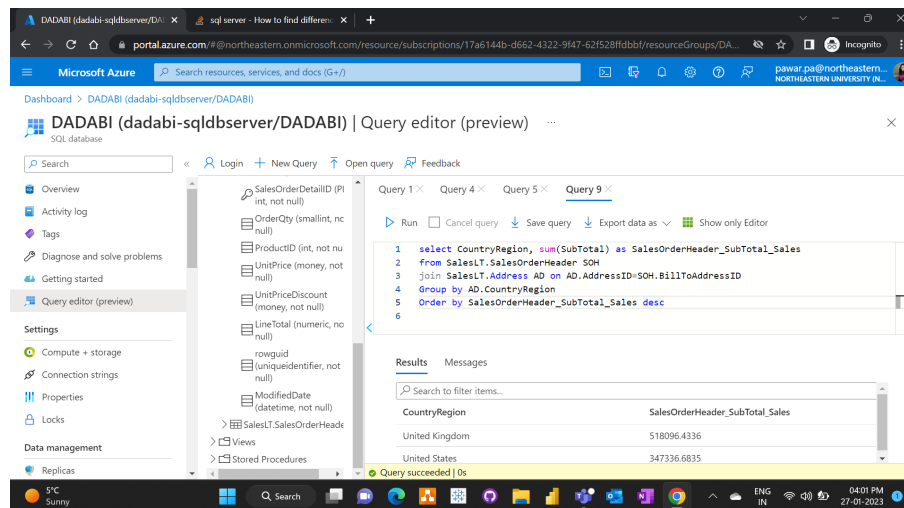 DADABI (dadabi-sqldbserver/DA
sql server - How to find differenc
portal.azure.com/#@northeastern.onmicrosoft.com/resource/subscriptions/17a6144b-d662-4322-9f47-62f528ffdbbf/resourceGroups/DA...
Incognito
Microsoft Azure
Search resources, services, and docs (G+/)
pawar.pa@northeastern...
NORTHEASTERN UNIVERSITY (N...
Dashboard > DADABI (dadabi-sqldbserver/DADABI)
DADABI (dadabi-sqldbserver/DADABI) | Query editor (preview) ...
SQL database
Search
Login + New Query Open query Feedback
Overview
Activity log
Tags
Diagnose and solve problems
Getting started
Query editor (preview)
Settings
Compute + storage
Connection strings
Properties
Locks
Data management
Replicas
SalesOrderDetailID (PI
int, not null)
OrderQty (smallint, nc
null)
ProductID (int, not nu
UnitPrice (money, not
null)
UnitPriceDiscount
(money, not null)
LineTotal (numeric, no
null)
rowguid
(uniqueidentifier, not
null)
ModifiedDate
(datetime, not null)
SalesLT.SalesOrderHeade
Views
Stored Procedures
Query 1 Query 4 Query 5 Query 9
Run Cancel query Save query Export data as Show only Editor
1 select CountryRegion, sum(SubTotal) as SalesOrderHeader_SubTotal_Sales
2 from SalesLT.SalesOrderHeader SOH
3 join SalesLT.Address AD on AD.AddressID=SOH.BillToAddressID
4 Group by AD.CountryRegion
5 Order by SalesOrderHeader_SubTotal_Sales desc
6
Results Messages
Search to filter items...
CountryRegion SalesOrderHeader_SubTotal_Sales
United Kingdom 518096.4336
United States 347336.6835
Query succeeded | 0s
5°C
Sunny
Search
ENG
IN
04:01 PM
27-01-2023
1